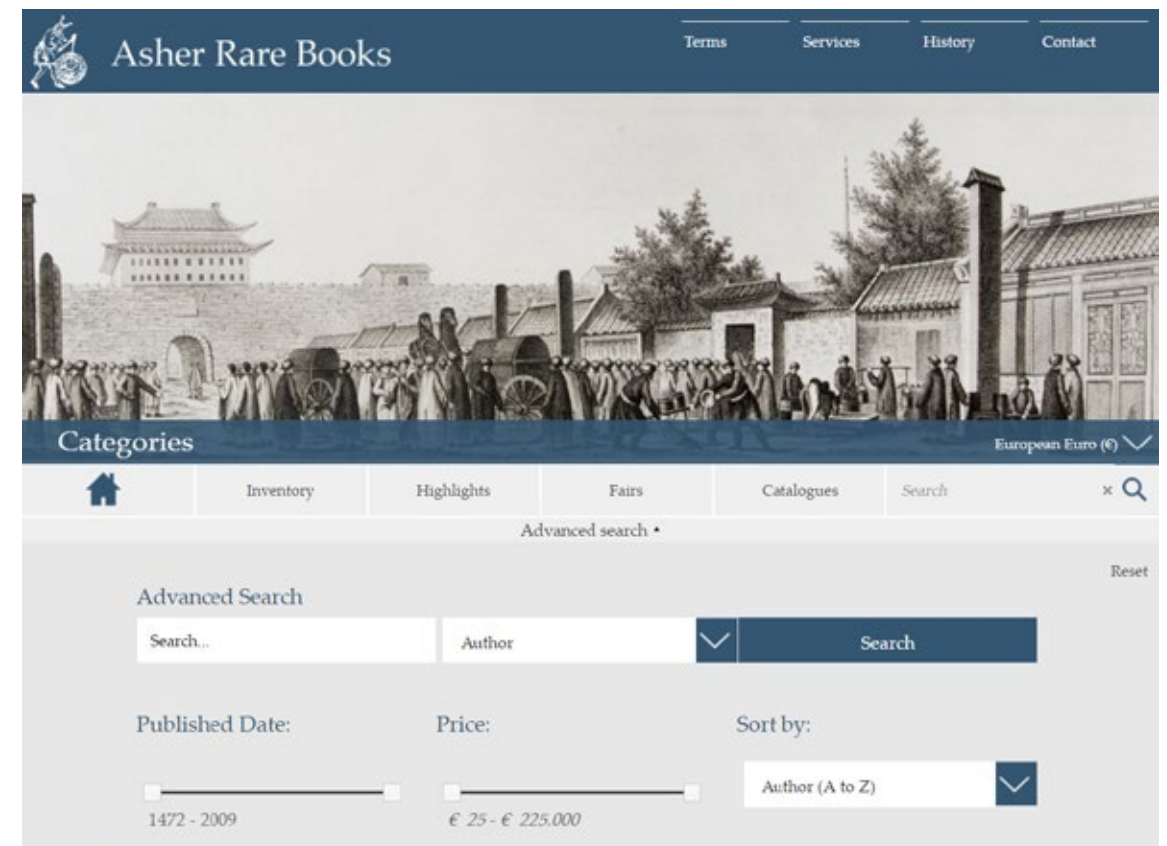 Asher Rare Books
Terms Services History Contact
Categories
European Euro (€)
Inventory Highlights Fairs Catalogues Search ×
Advanced search
Reset
Advanced Search
Search... Author Search
Published Date: Price: Sort by:
Author (A to Z)
1472 - 2009 € 25 - € 225.000